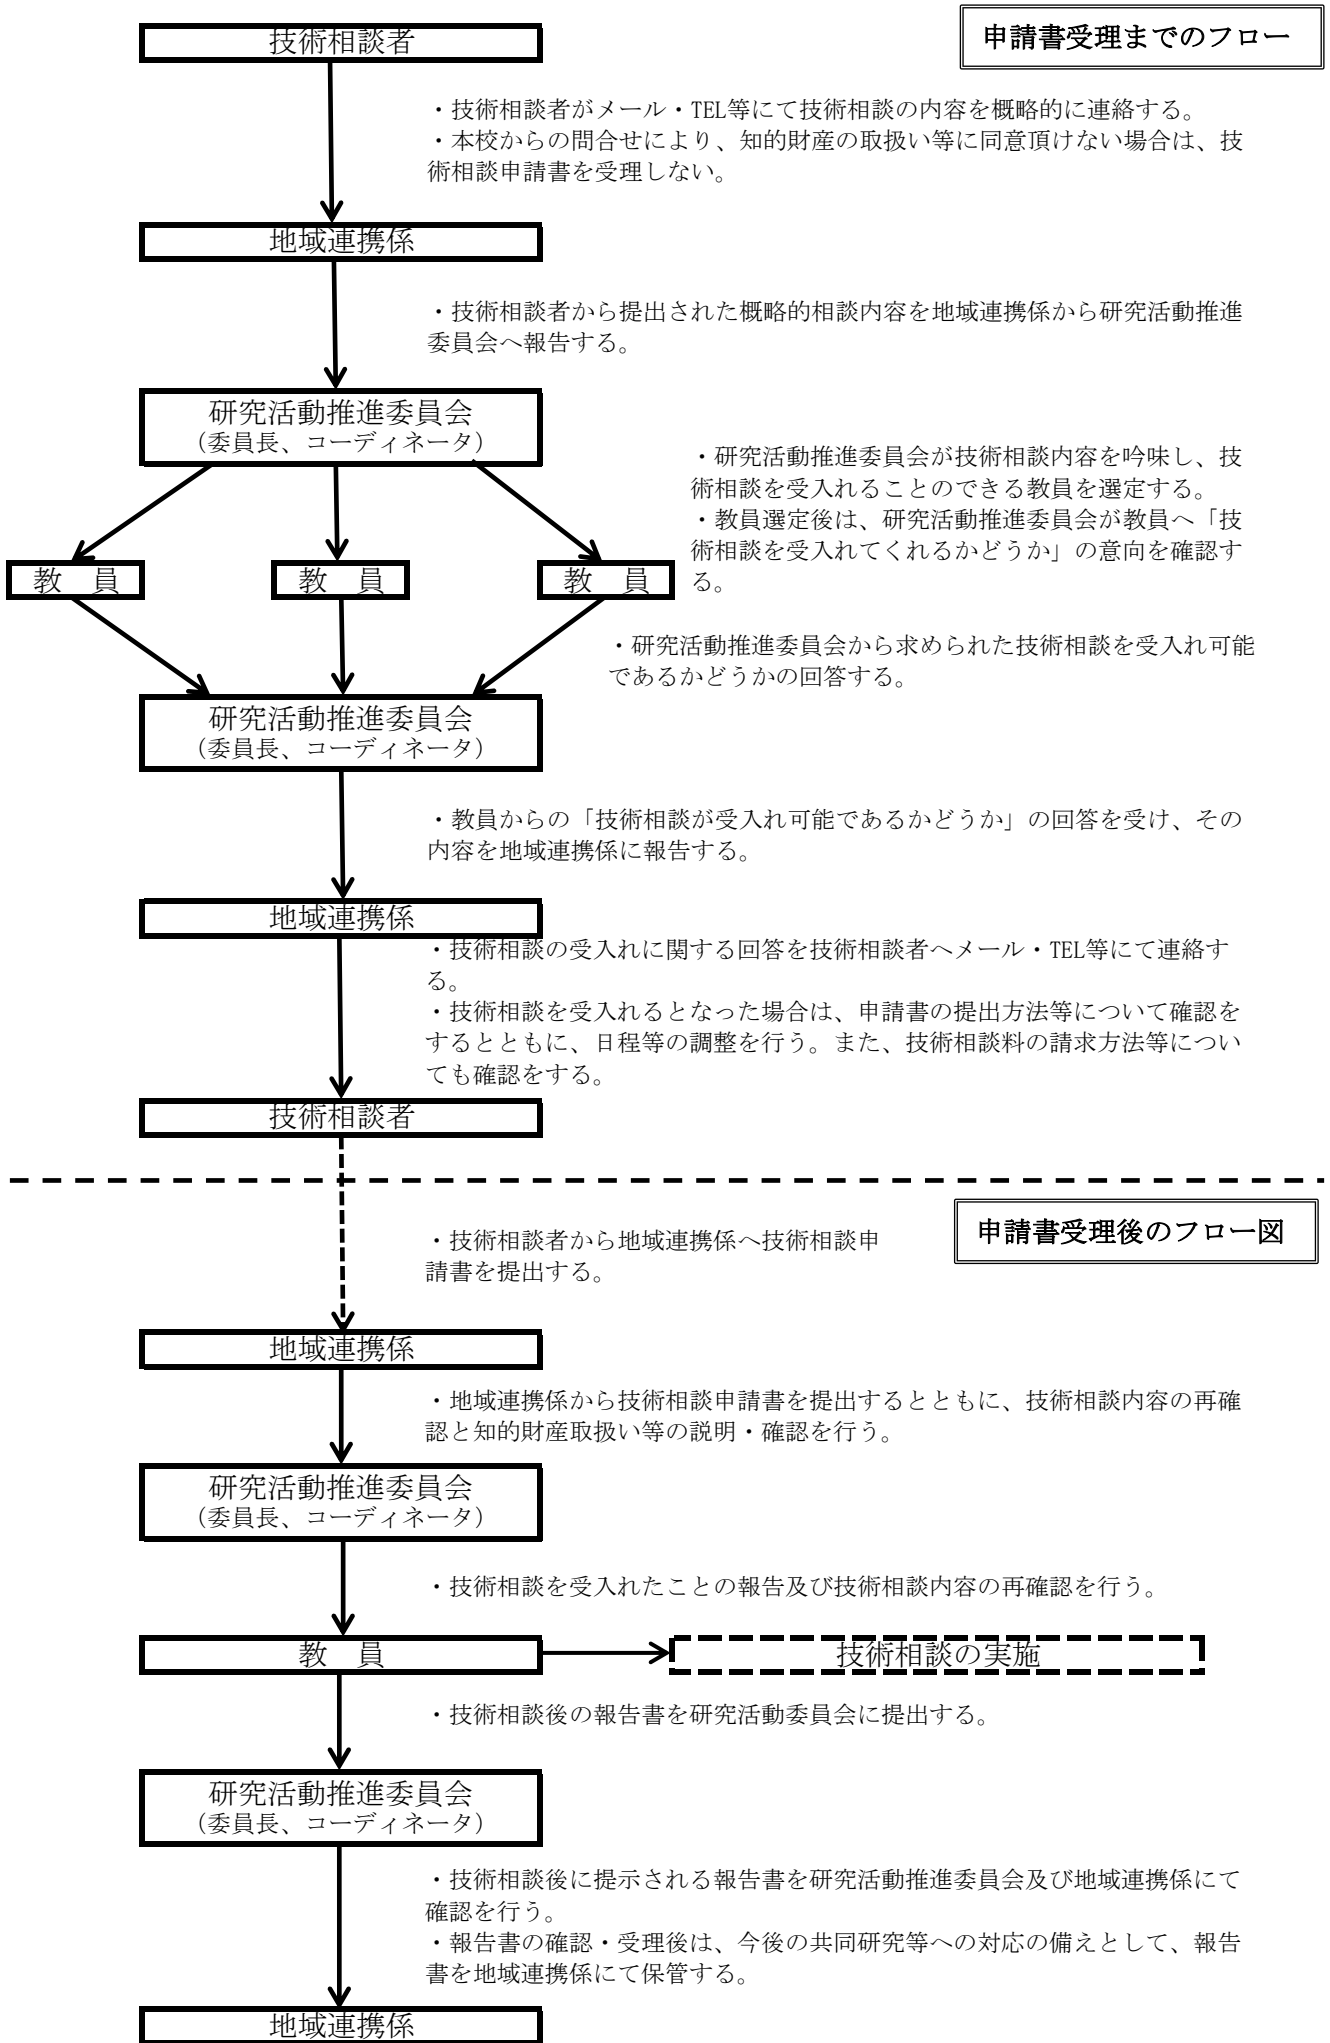 技術相談者
申請書受理までのフロー
・技術相談者がメール・TEL等にて技術相談の内容を概略的に連絡する。
・本校からの問合せにより、知的財産の取扱い等に同意頂けない場合は、技
術相談申請書を受理しない。
地域連携係
・技術相談者から提出された概略的相談内容を地域連携係から研究活動推進
委員会へ報告する。
研究活動推進委員会
（委員長、コーディネータ）
・研究活動推進委員会が技術相談内容を吟味し、技
術相談を受入れることのできる教員を選定する。
・教員選定後は、研究活動推進委員会が教員へ「技
術相談を受入れてくれるかどうか」の意向を確認す
る。
教　員
教　員
教　員
・研究活動推進委員会から求められた技術相談を受入れ可能
であるかどうかの回答する。
研究活動推進委員会
（委員長、コーディネータ）
・教員からの「技術相談が受入れ可能であるかどうか」の回答を受け、その
内容を地域連携係に報告する。
地域連携係
・技術相談の受入れに関する回答を技術相談者へメール・TEL等にて連絡す
る。
・技術相談を受入れるとなった場合は、申請書の提出方法等について確認を
するとともに、日程等の調整を行う。また、技術相談料の請求方法等につい
ても確認をする。
技術相談者
申請書受理後のフロー図
・技術相談者から地域連携係へ技術相談申
請書を提出する。
地域連携係
・地域連携係から技術相談申請書を提出するとともに、技術相談内容の再確
認と知的財産取扱い等の説明・確認を行う。
研究活動推進委員会
（委員長、コーディネータ）
・技術相談を受入れたことの報告及び技術相談内容の再確認を行う。
教　員
技術相談の実施
・技術相談後の報告書を研究活動委員会に提出する。
研究活動推進委員会
（委員長、コーディネータ）
・技術相談後に提示される報告書を研究活動推進委員会及び地域連携係にて
確認を行う。
・報告書の確認・受理後は、今後の共同研究等への対応の備えとして、報告
書を地域連携係にて保管する。
地域連携係